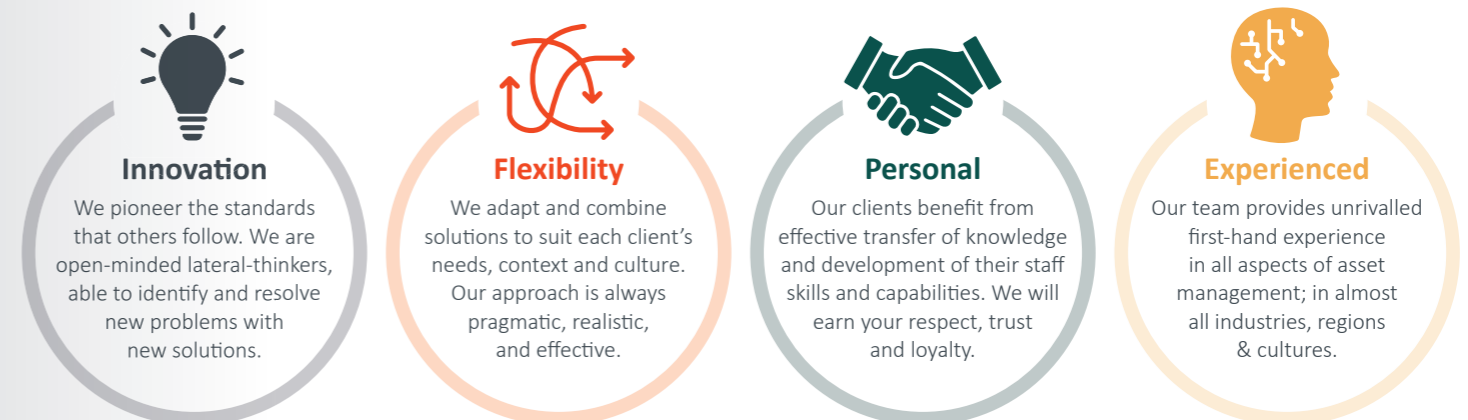 Innovation
We pioneer the standards
that others follow. We are
open-minded lateral-thinkers,
able to identify and resolve
new problems with
new solutions.
Flexibility
We adapt and combine
solutions to suit each client’s
needs, context and culture.
Our approach is always
pragmatic, realistic,
and effective.
Personal
Our clients benefit from
effective transfer of knowledge
and development of their staff
skills and capabilities. We will
earn your respect, trust
and loyalty.
Experienced
Our team provides unrivalled
first-hand experience
in all aspects of asset
management; in almost
all industries, regions
& cultures.